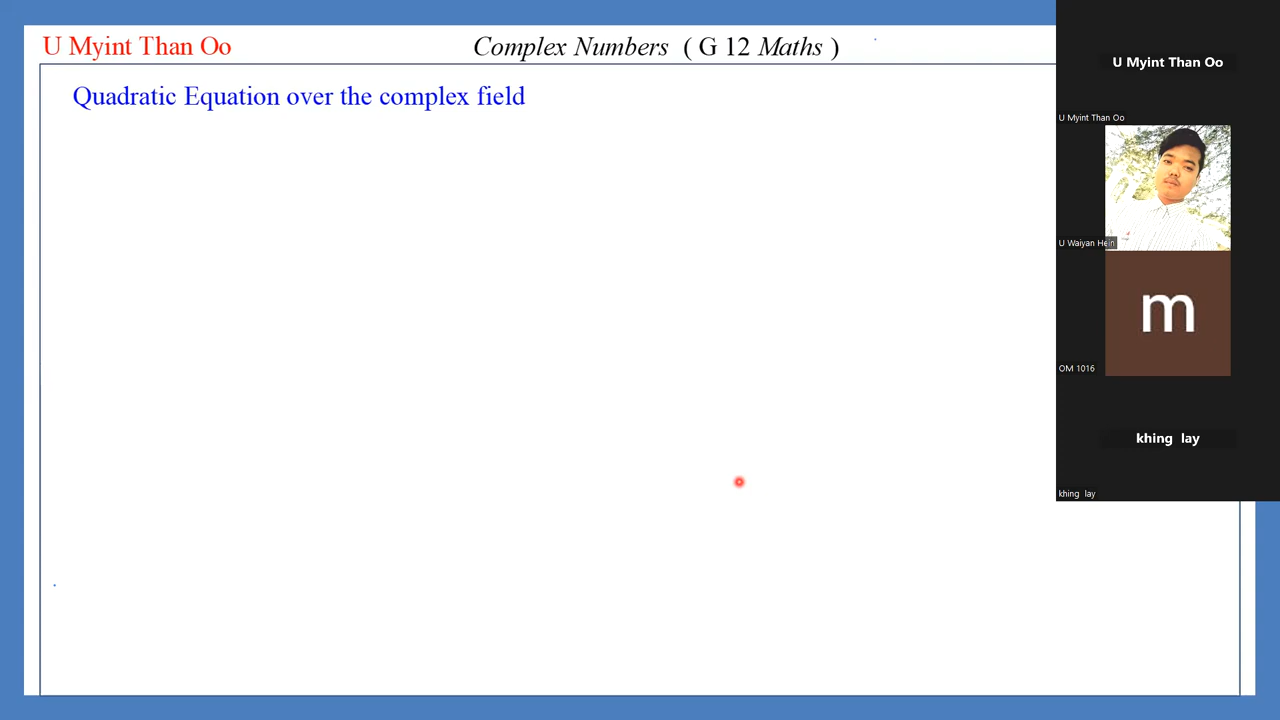 U Myint Than Oo
Complex Numbers ( G 12 Maths )
Quadratic Equation over the complex field
U Myint Than Oo
U Myint Than Oo
U Waiyan Hein
m
OM 1016
khing lay
khing lay